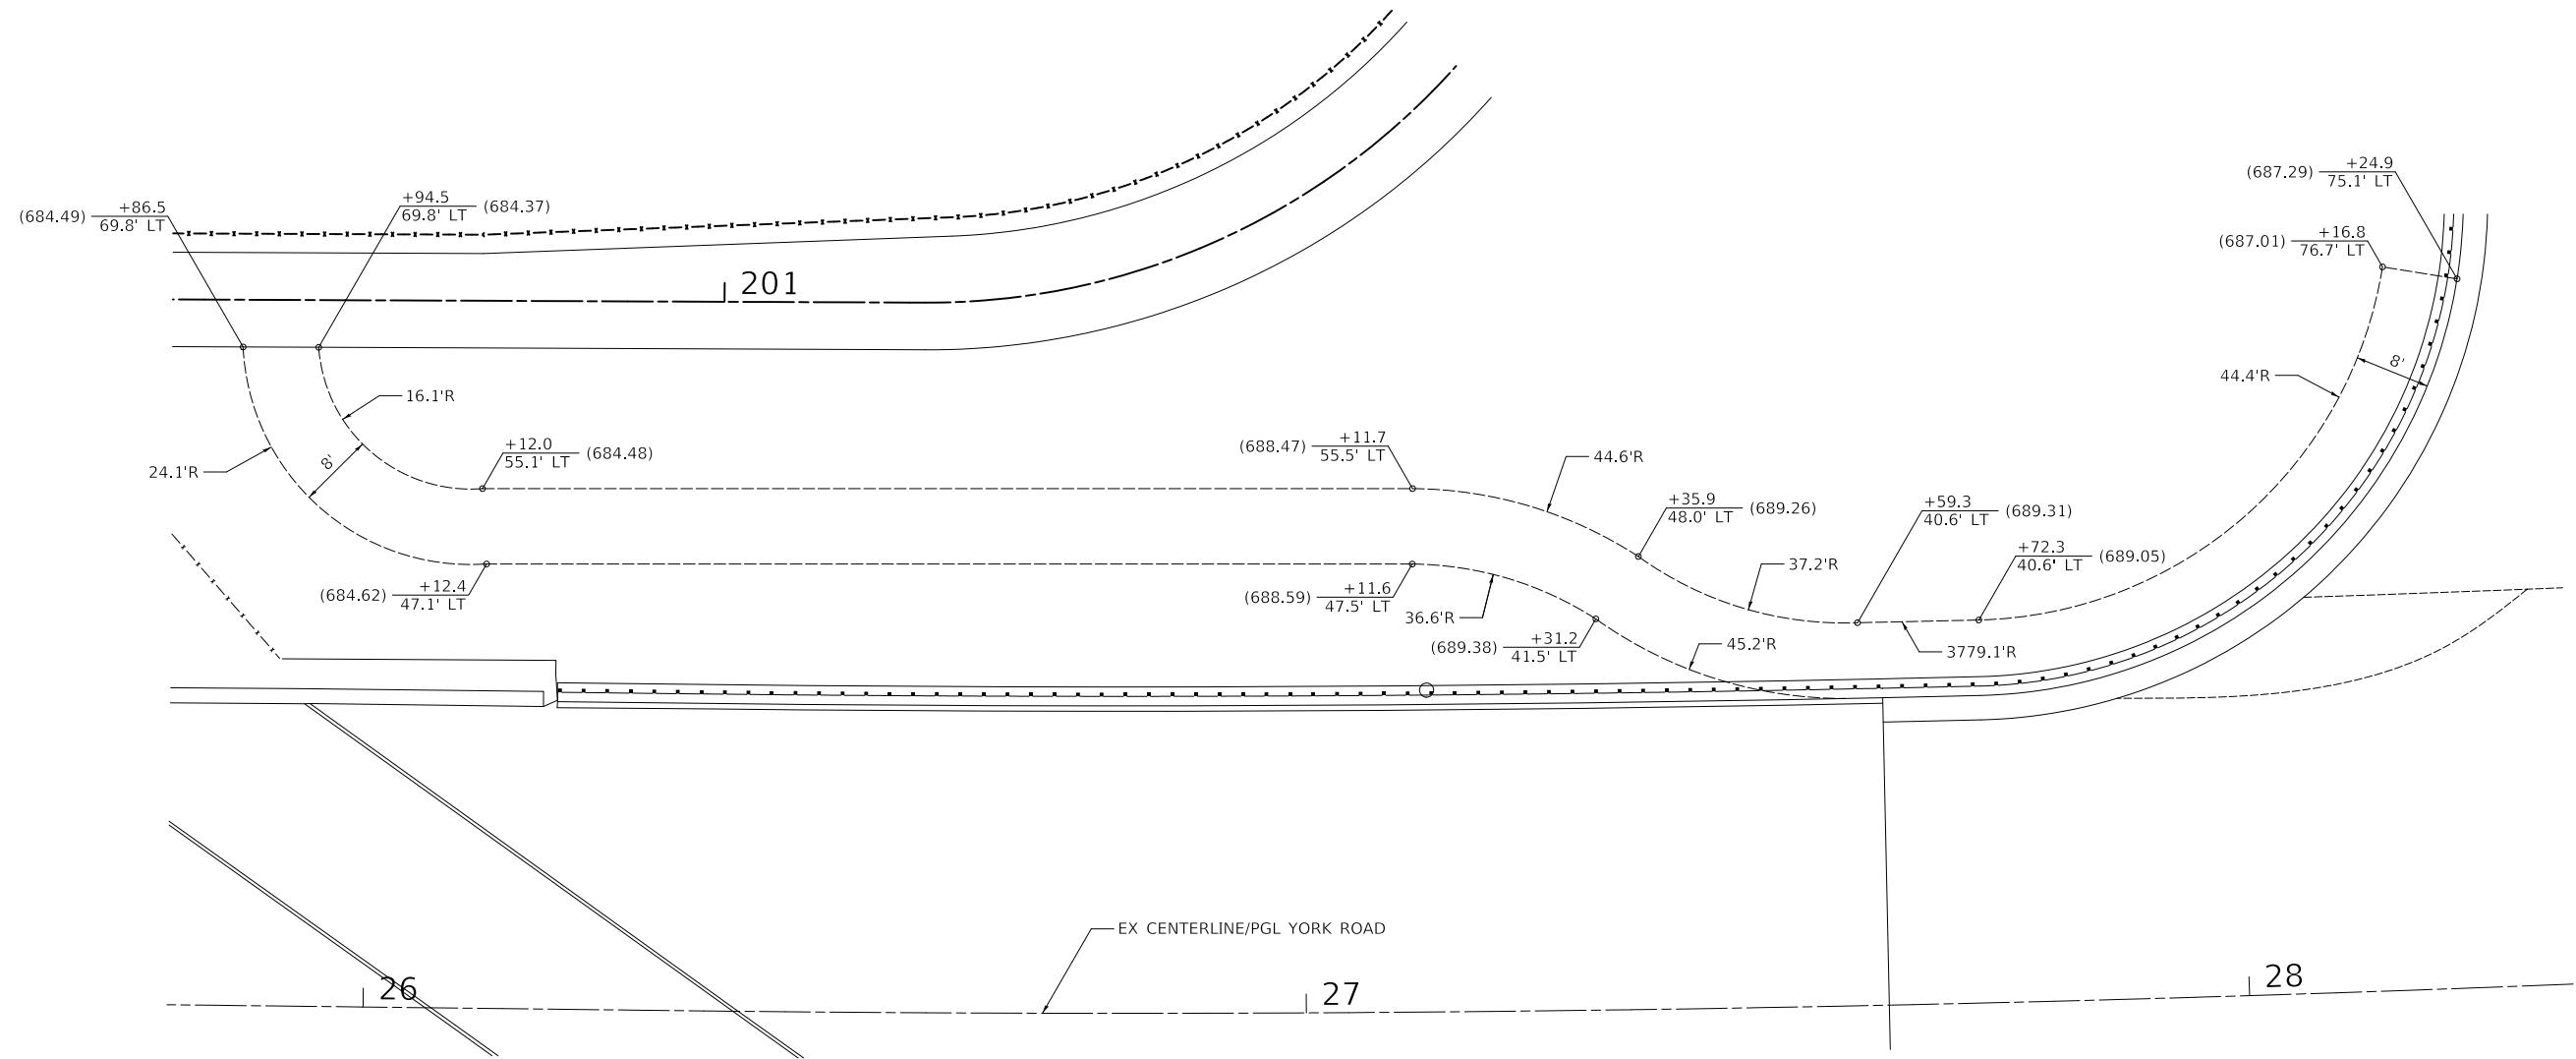 +24.9
(687.29)
75.1' LT
+94.5
(684.37)
69.8' LT
+86.5
(684.49)
69.8' LT
+16.8
(687.01)
76.7' LT
201
8'
44.4'R
16.1'R
+12.0
(684.48)
55.1' LT
+11.7
(688.47)
55.5' LT
44.6'R
8'
24.1'R
+35.9
(689.26)
48.0' LT
+59.3
(689.31)
40.6' LT
+72.3
(689.05)
40.6' LT
37.2'R
+12.4
(684.62)
47.1' LT
+11.6
(688.59)
47.5' LT
36.6'R
+31.2
(689.38)
41.5' LT
45.2'R
3779.1'R
EX CENTERLINE/PGL YORK ROAD
26
27
28